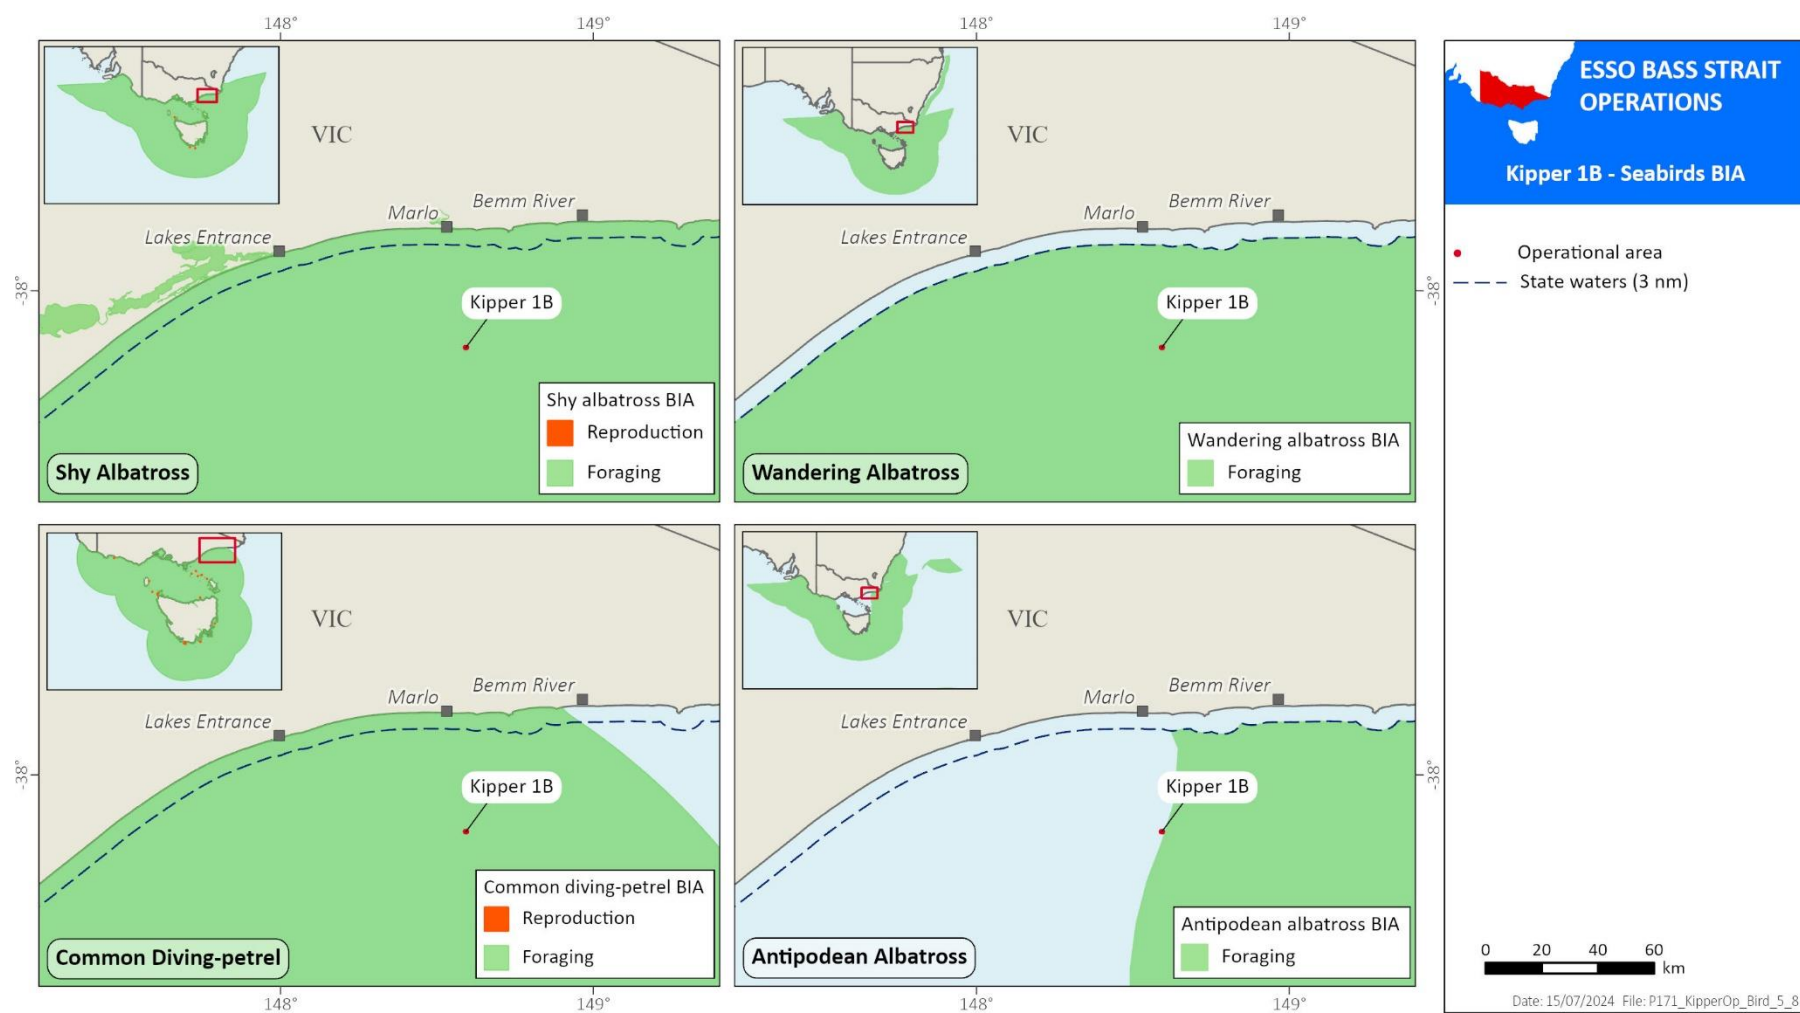 148°
149°
148°
149°
VIC
Bemm River
Marlo
Lakes Entrance
-38°
Kipper 1B
Shy albatross BIA
Reproduction
Foraging
Shy Albatross
VIC
Bemm River
Marlo
Lakes Entrance
-38°
Kipper 1B
Wandering albatross BIA
Foraging
Wandering Albatross
VIC
Bemm River
Marlo
Lakes Entrance
-38°
Kipper 1B
Common diving-petrel BIA
Reproduction
Foraging
Common Diving-petrel
VIC
Bemm River
Marlo
Lakes Entrance
-38°
Kipper 1B
Antipodean albatross BIA
Foraging
Antipodean Albatross
148°
149°
148°
149°
ESSO BASS STRAIT
OPERATIONS
Kipper 1B - Seabirds BIA
Operational area
State waters (3 nm)
0 20 40 60
km
Date: 15/07/2024 File: P171_KipperOp_Bird_5_8